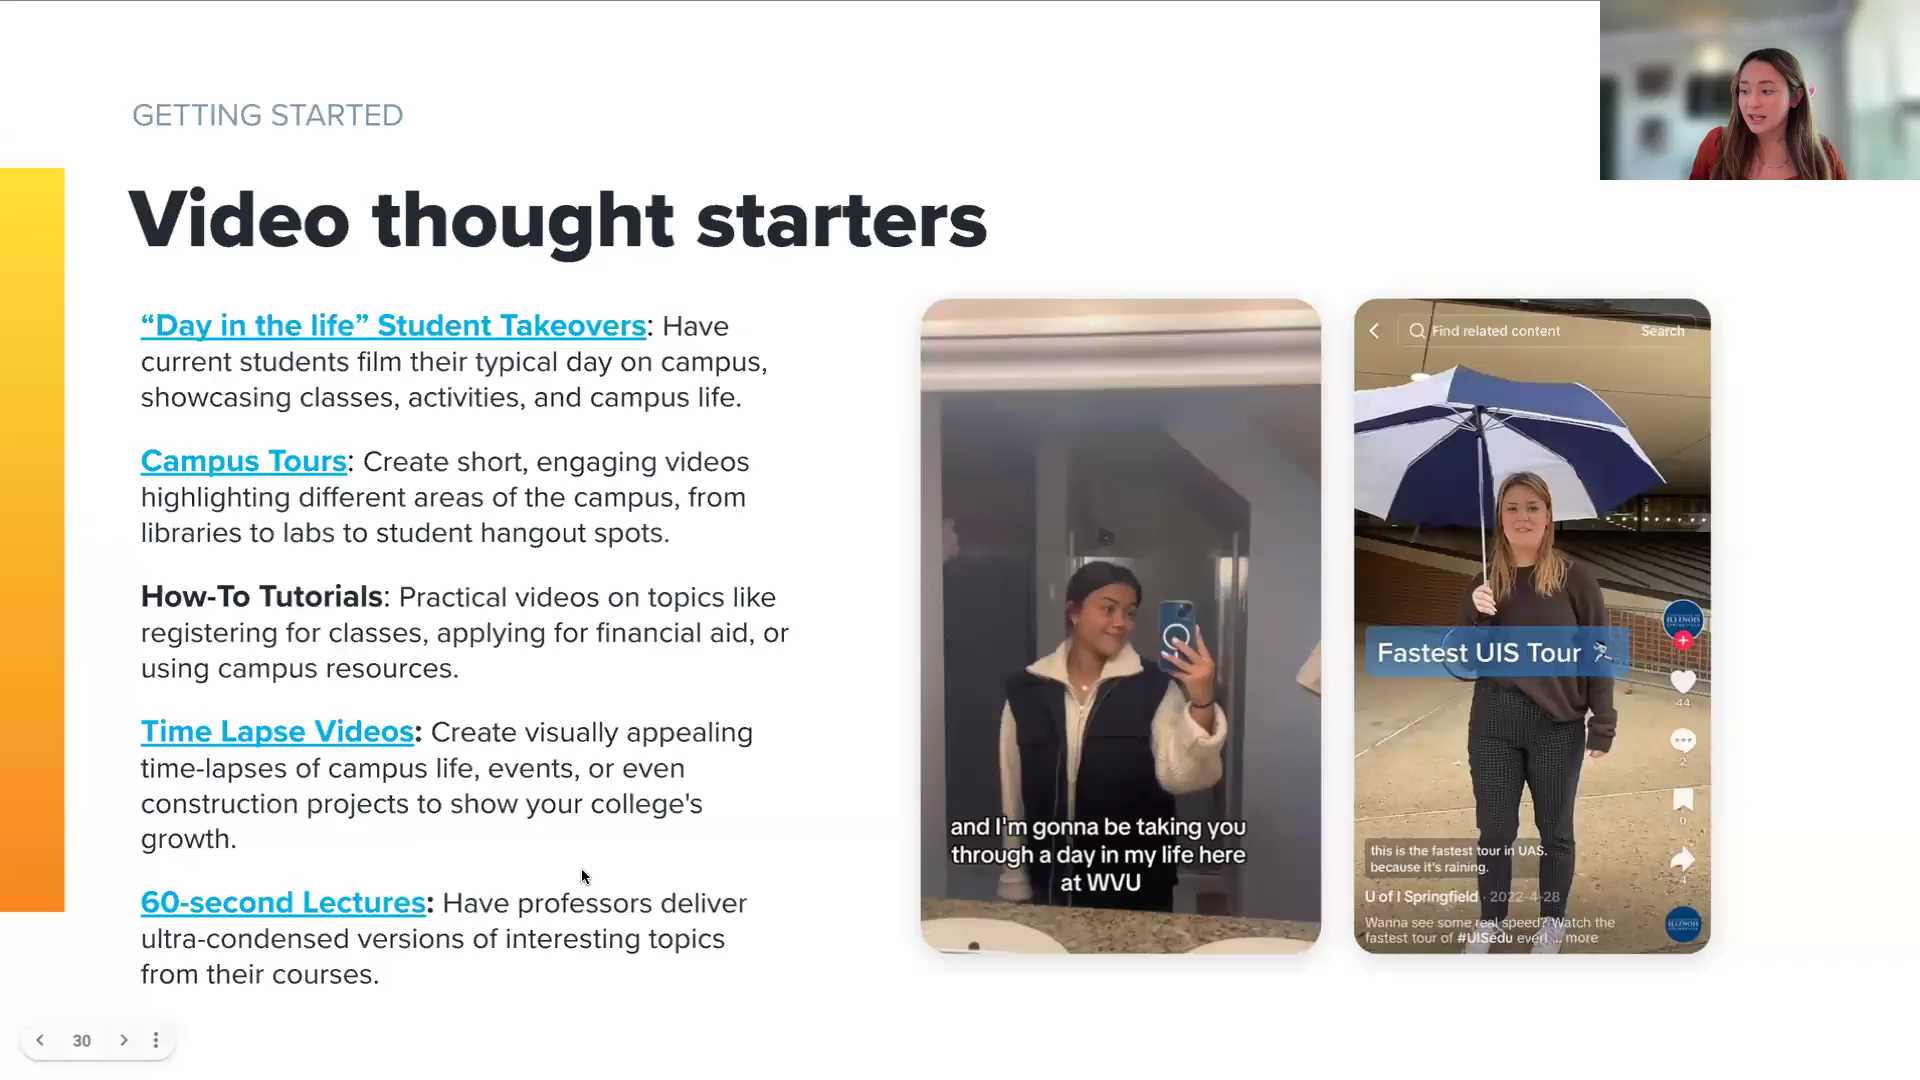 GETTING STARTED
Video thought starters
“Day in the life” Student Takeovers: Have
current students film their typical day on campus,
showcasing classes, activities, and campus life.
Campus Tours: Create short, engaging videos
highlighting different areas of the campus, from
libraries to labs to student hangout spots.
How-To Tutorials: Practical videos on topics like
registering for classes, applying for financial aid, or
using campus resources.
Time Lapse Videos: Create visually appealing
time-lapses of campus life, events, or even
construction projects to show your college's
growth.
60-second Lectures: Have professors deliver
ultra-condensed versions of interesting topics
from their courses.
and I'm gonna be taking you
through a day in my life here
at WVU
Find related content Search
ILLINOIS
Fastest UIS Tour
44
2
0
4
this is the fastest tour in UAS.
because it's raining.
U of I Springfield · 2022-4-28
Wanna see some real speed? Watch the
fastest tour of #UISedu ever! ... more
ILLINOIS
30